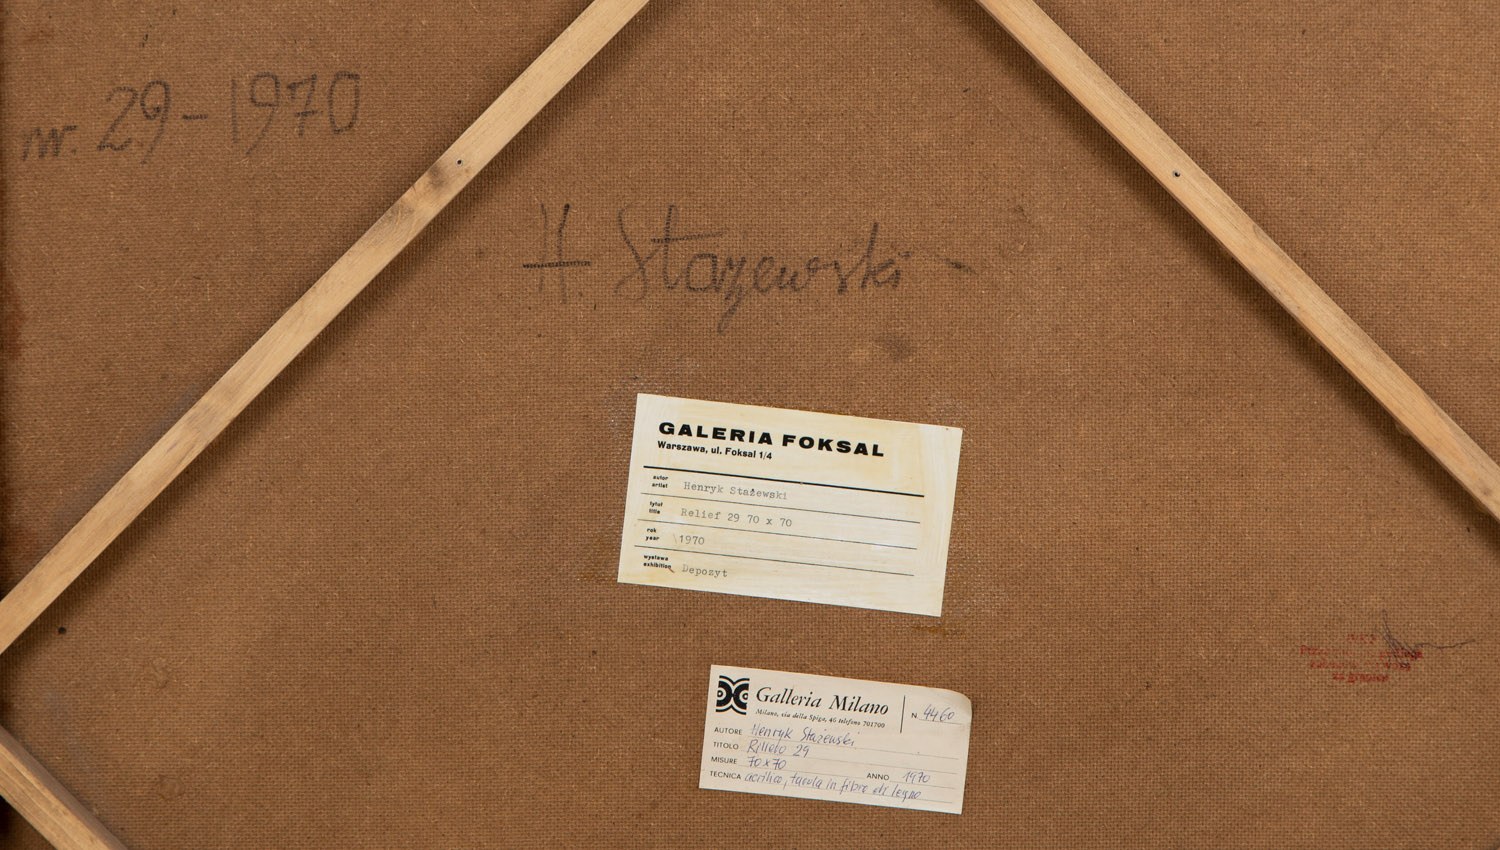 nr. 29-1970
H. Stażewski -
GALERIA FOKSAL
Warszawa, ul. Foksal 1/4
autor
artist
Henryk Stażewski
tytuł
title
Relief 29 70 x 70
rok
year
1970
wystawa
exhibition
Depozyt
Galleria Milano
Milano, via della Spiga, 46 telefono 701700
N. 4460
AUTORE Henryk Stażewski
TITOLO Rilievo 29
MISURE 70x70
ANNO 1970
TECNICA acrilico, tavola in fibre di legno